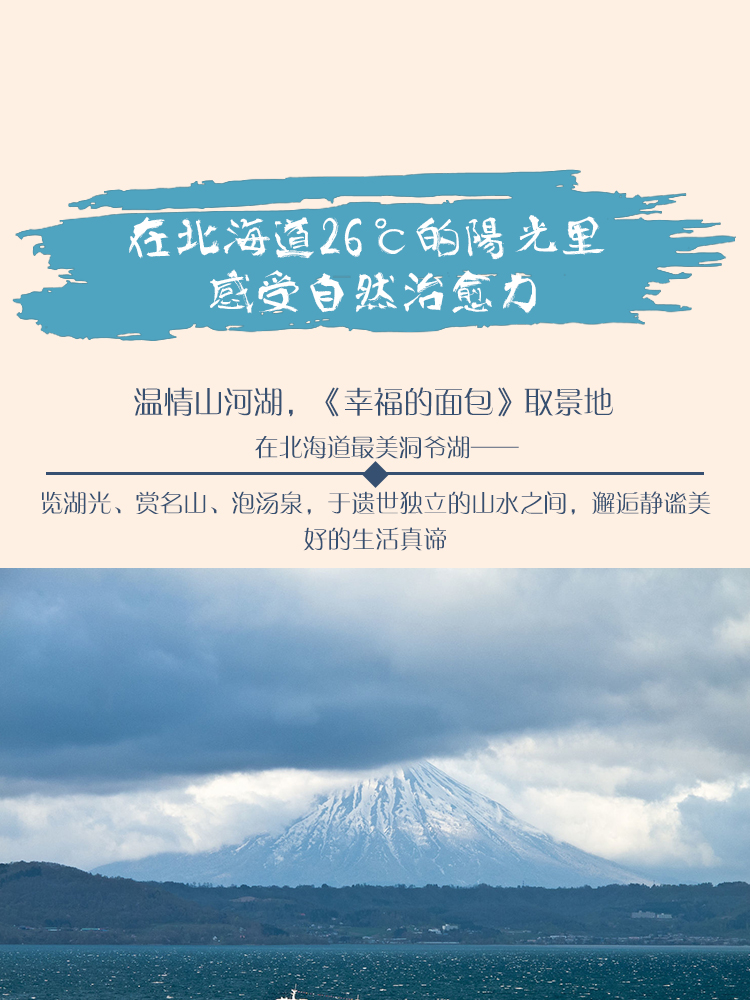 在北海道26℃的陽光里
感受自然治愈力
温情山河湖，《幸福的面包》取景地
在北海道最美洞爷湖——
览湖光、赏名山、泡汤泉，于遗世独立的山水之间，邂逅静谧美
好的生活真谛